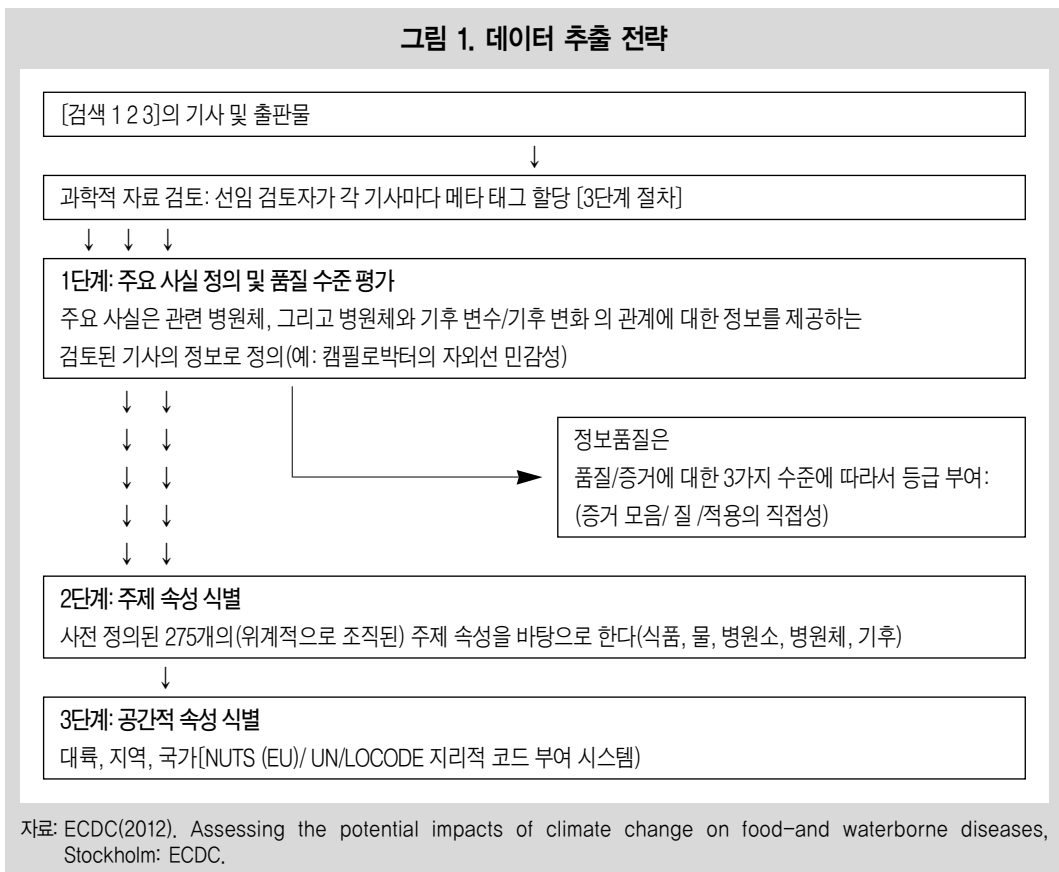 그림 1. 데이터 추출 전략
[검색 1 2 3]의 기사 및 출판물
↓
과학적 자료 검토: 선임 검토자가 각 기사마다 메타 태그 할당 [3단계 절차]
↓ ↓ ↓
1단계: 주요 사실 정의 및 품질 수준 평가
주요 사실은 관련 병원체, 그리고 병원체와 기후 변수/기후 변화 의 관계에 대한 정보를 제공하는
검토된 기사의 정보로 정의(예: 캠필로박터의 자외선 민감성)
↓ ↓
↓ ↓
↓ ↓
↓ ↓
↓ ↓
정보품질은
품질/증거에 대한 3가지 수준에 따라서 등급 부여:
(증거 모음/ 질 /적용의 직접성)
2단계: 주제 속성 식별
사전 정의된 275개의(위계적으로 조직된) 주제 속성을 바탕으로 한다(식품, 물, 병원소, 병원체, 기후)
↓
3단계: 공간적 속성 식별
대륙, 지역, 국가[NUTS (EU)/ UN/LOCODE 지리적 코드 부여 시스템)
자료: ECDC(2012). Assessing the potential impacts of climate change on food-and waterborne diseases,
Stockholm: ECDC.